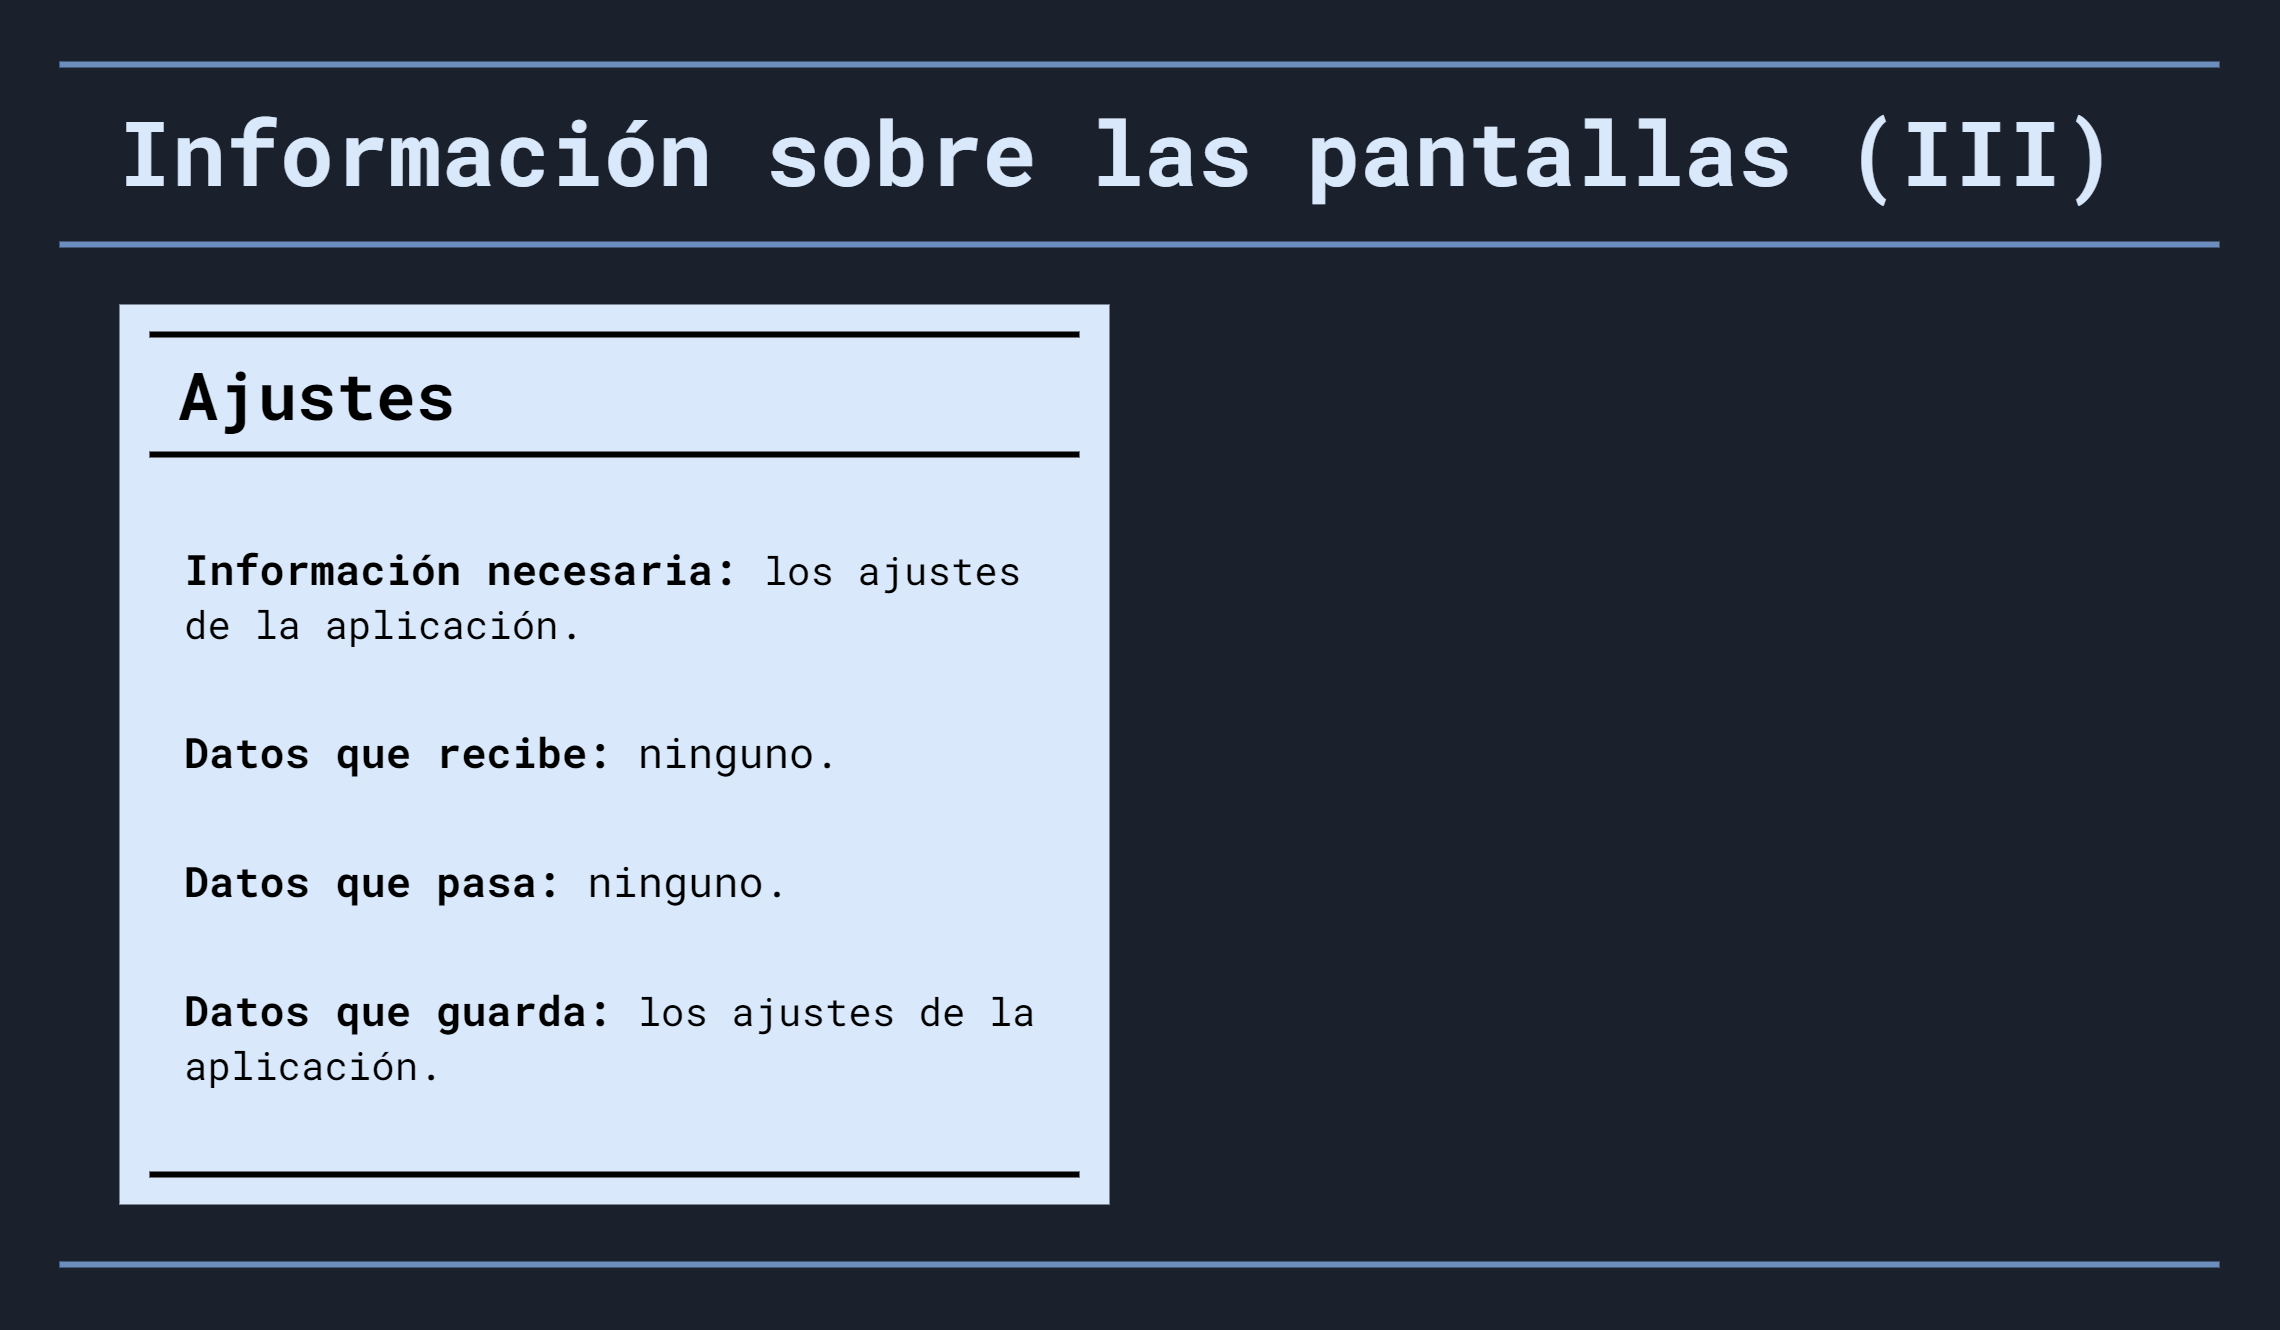 Información sobre las pantallas (III)
Ajustes
Información necesaria: los ajustes
de la aplicación.
Datos que recibe: ninguno.
Datos que pasa: ninguno.
Datos que guarda: los ajustes de la
aplicación.